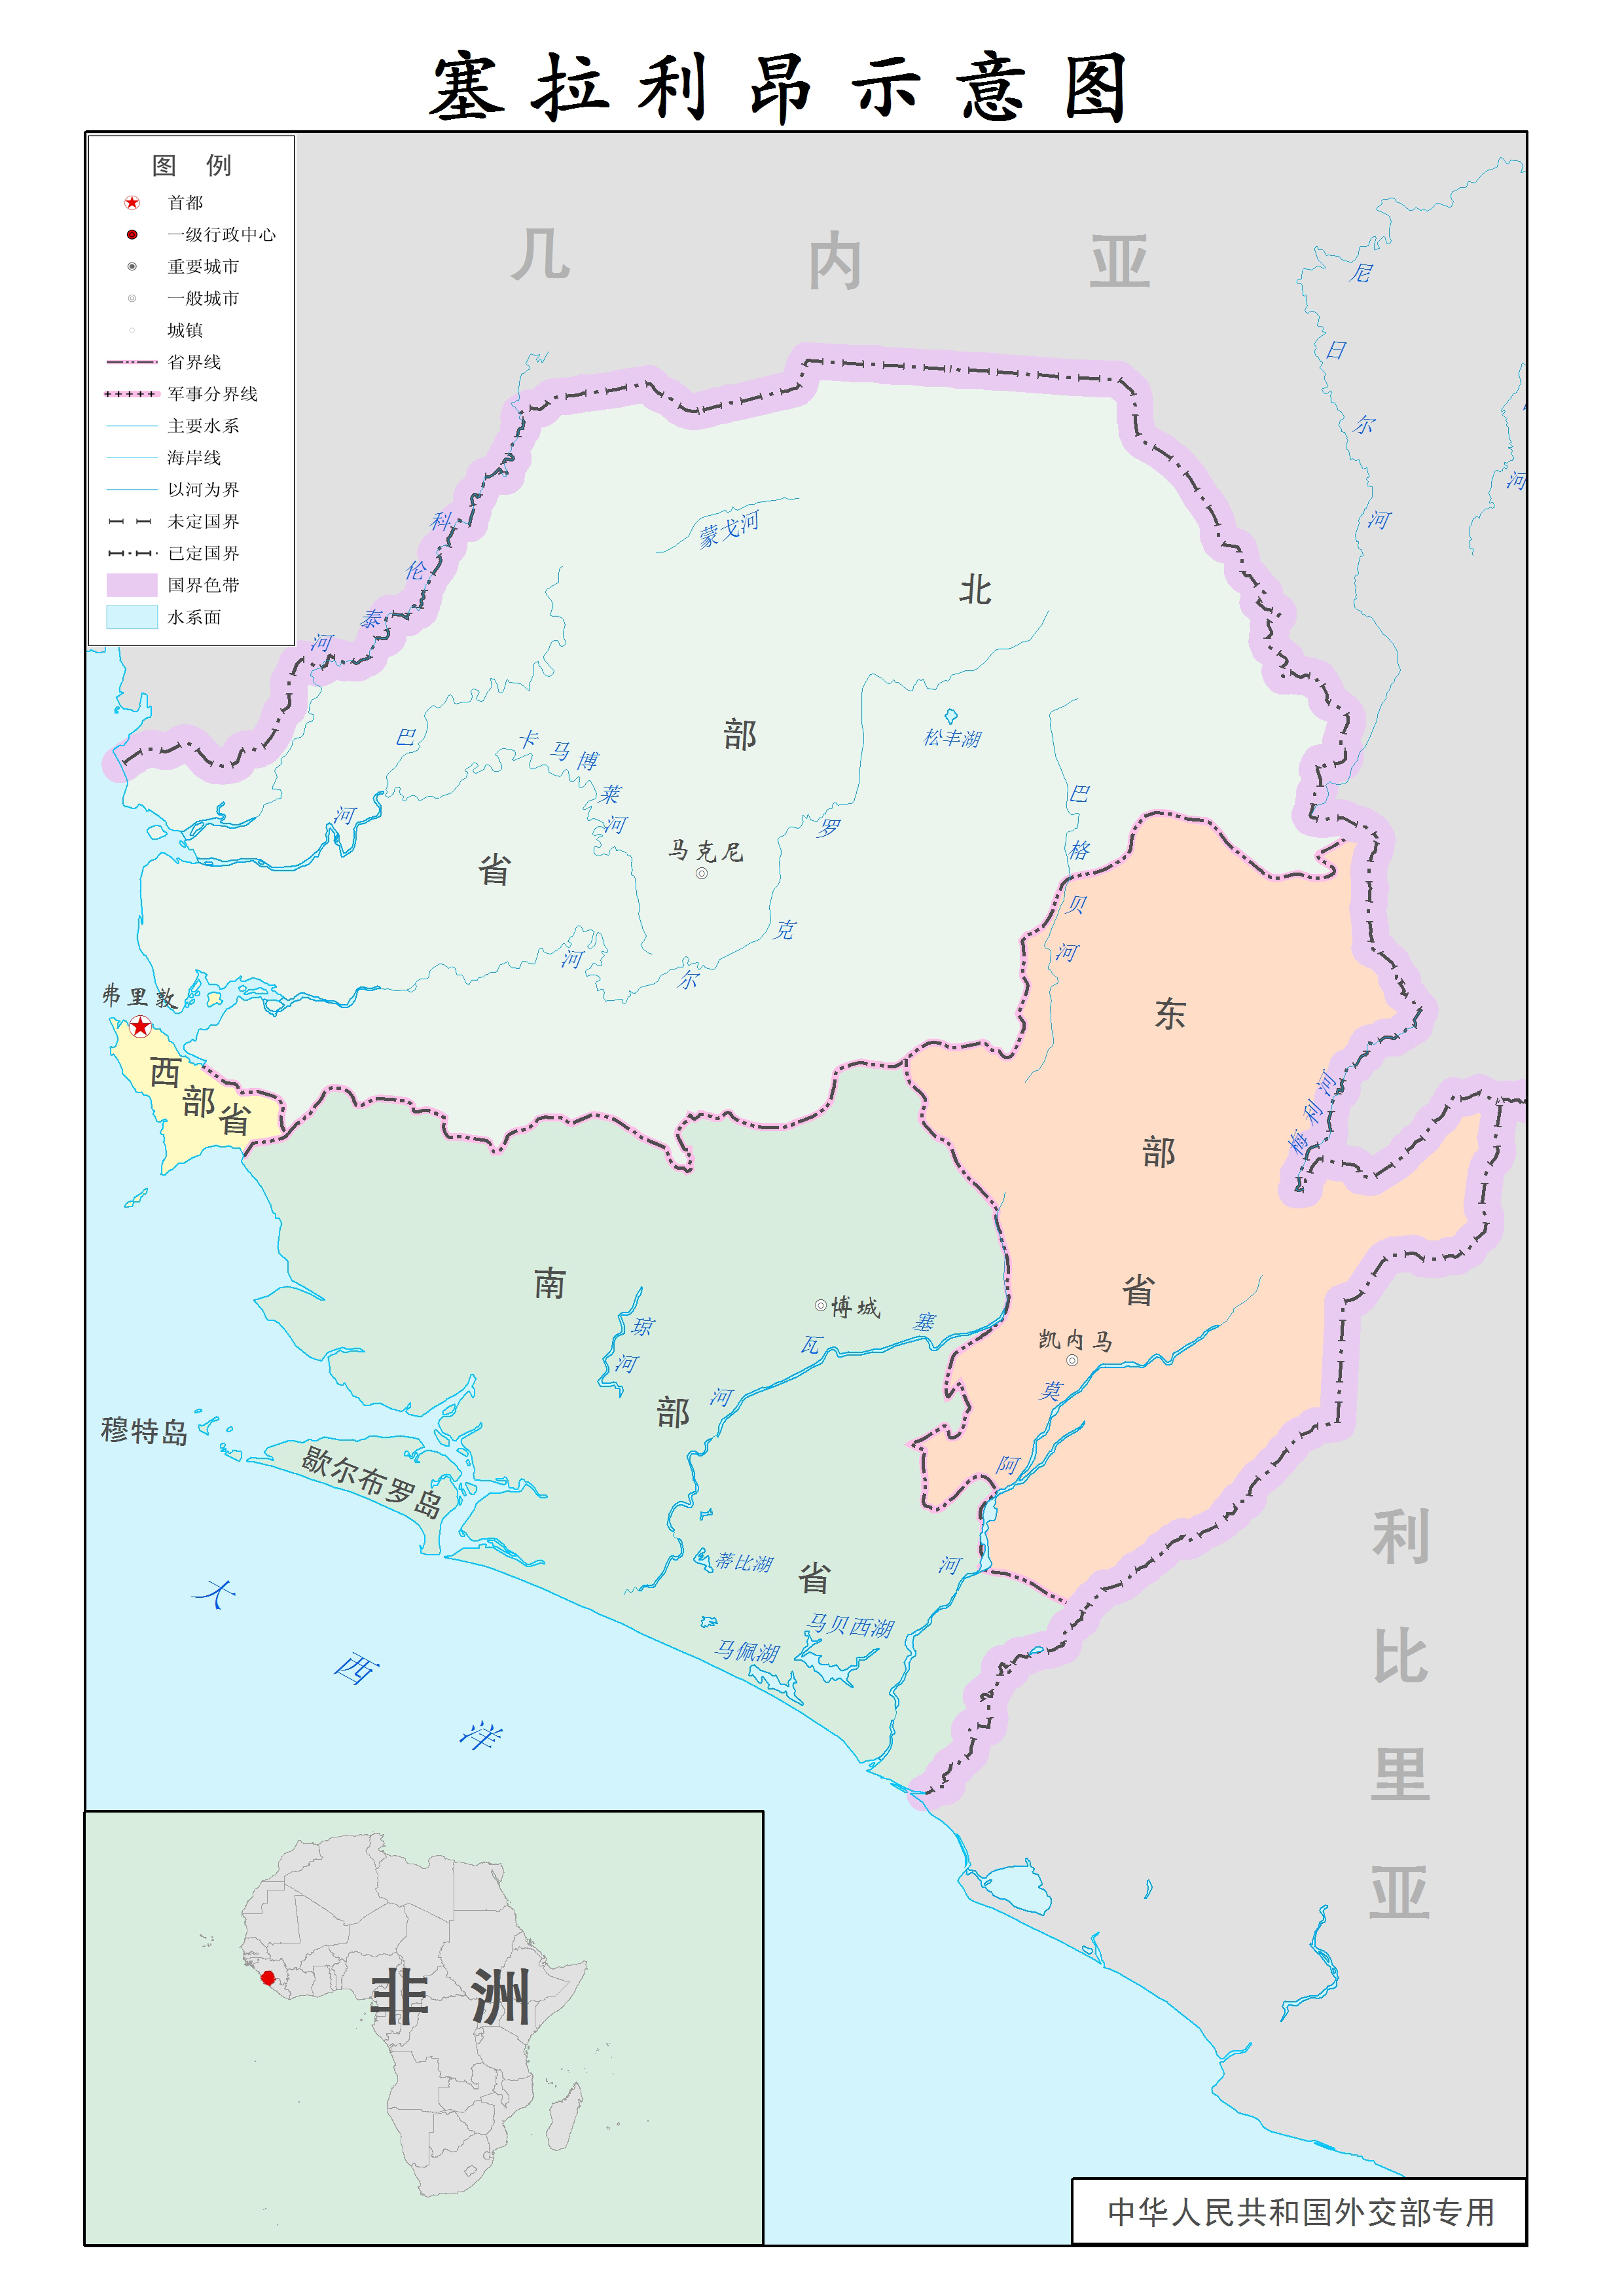 塞拉利昂示意图
图 例
首都
一级行政中心
重要城市
一般城市
城镇
省界线
军事分界线
主要水系
海岸线
以河为界
未定国界
已定国界
国界色带
水系面
几内亚
尼日尔河
河
科伦泰河
蒙戈河
北部省
巴河
卡马博莱河
松丰湖
罗克尔河
马克尼
巴格贝河
弗里敦
西部省
东部省
梅利河
南部省
琼河
博城
塞瓦河
凯内马
莫阿河
穆特岛
歇尔布罗岛
蒂比湖
马贝西湖
马佩湖
大西洋
利比里亚
非洲
中华人民共和国外交部专用